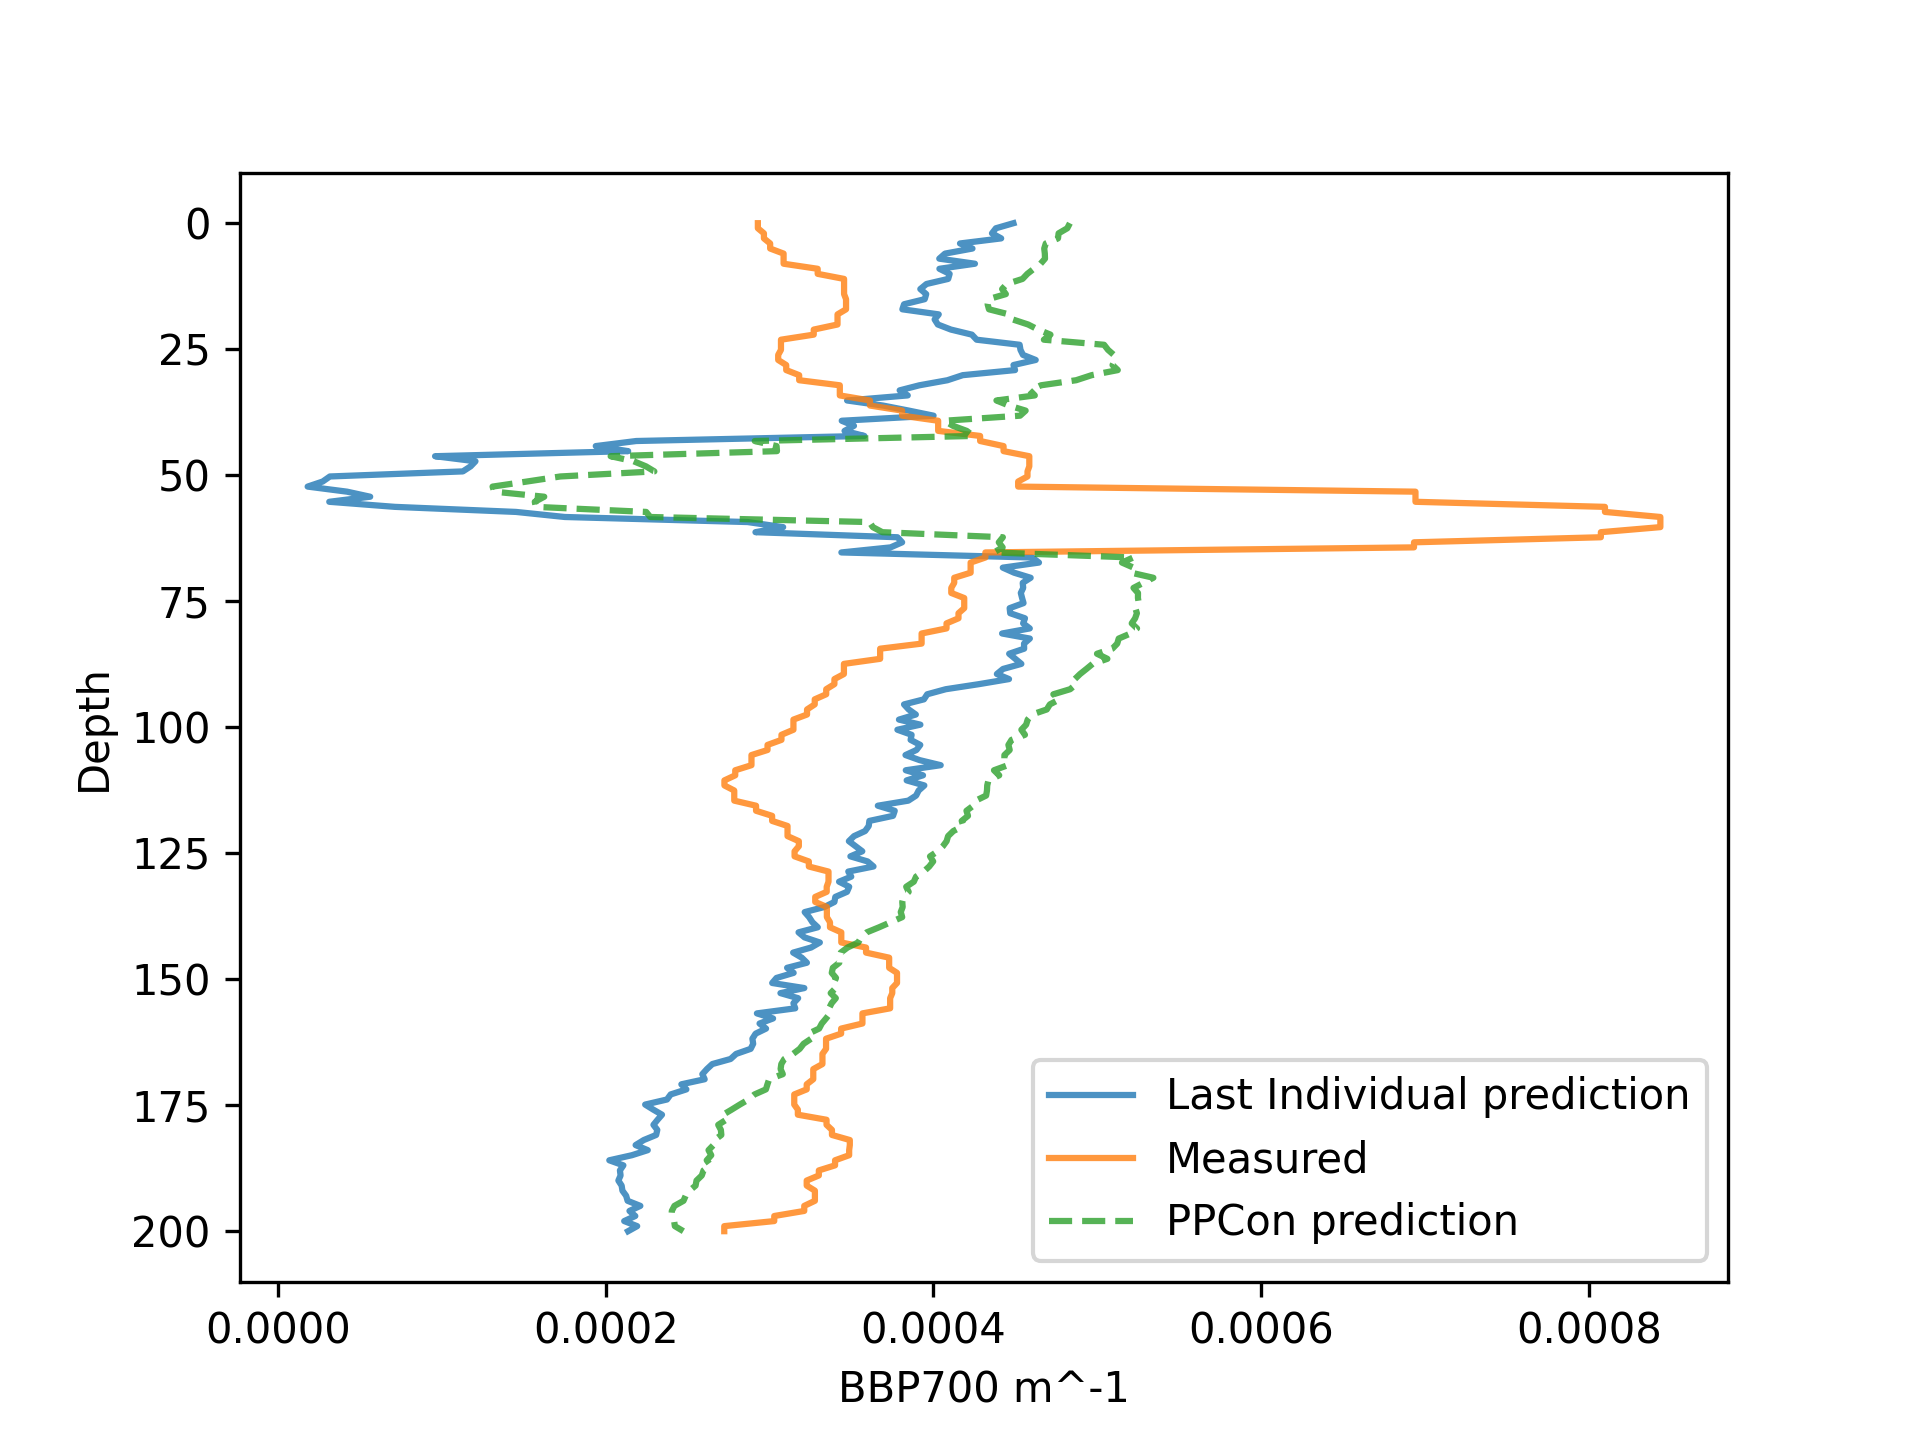 0
25
50
75
100
125
150
175
200
Depth
0.0000 0.0002 0.0004 0.0006 0.0008
BBP700 m^-1
Last Individual prediction
Measured
PPCon prediction